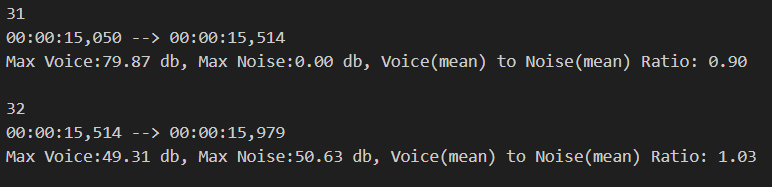 31
00:00:15,050 --> 00:00:15,514
Max Voice:79.87 db, Max Noise:0.00 db, Voice(mean) to Noise(mean) Ratio: 0.90
32
00:00:15,514 --> 00:00:15,979
Max Voice:49.31 db, Max Noise:50.63 db, Voice(mean) to Noise(mean) Ratio: 1.03